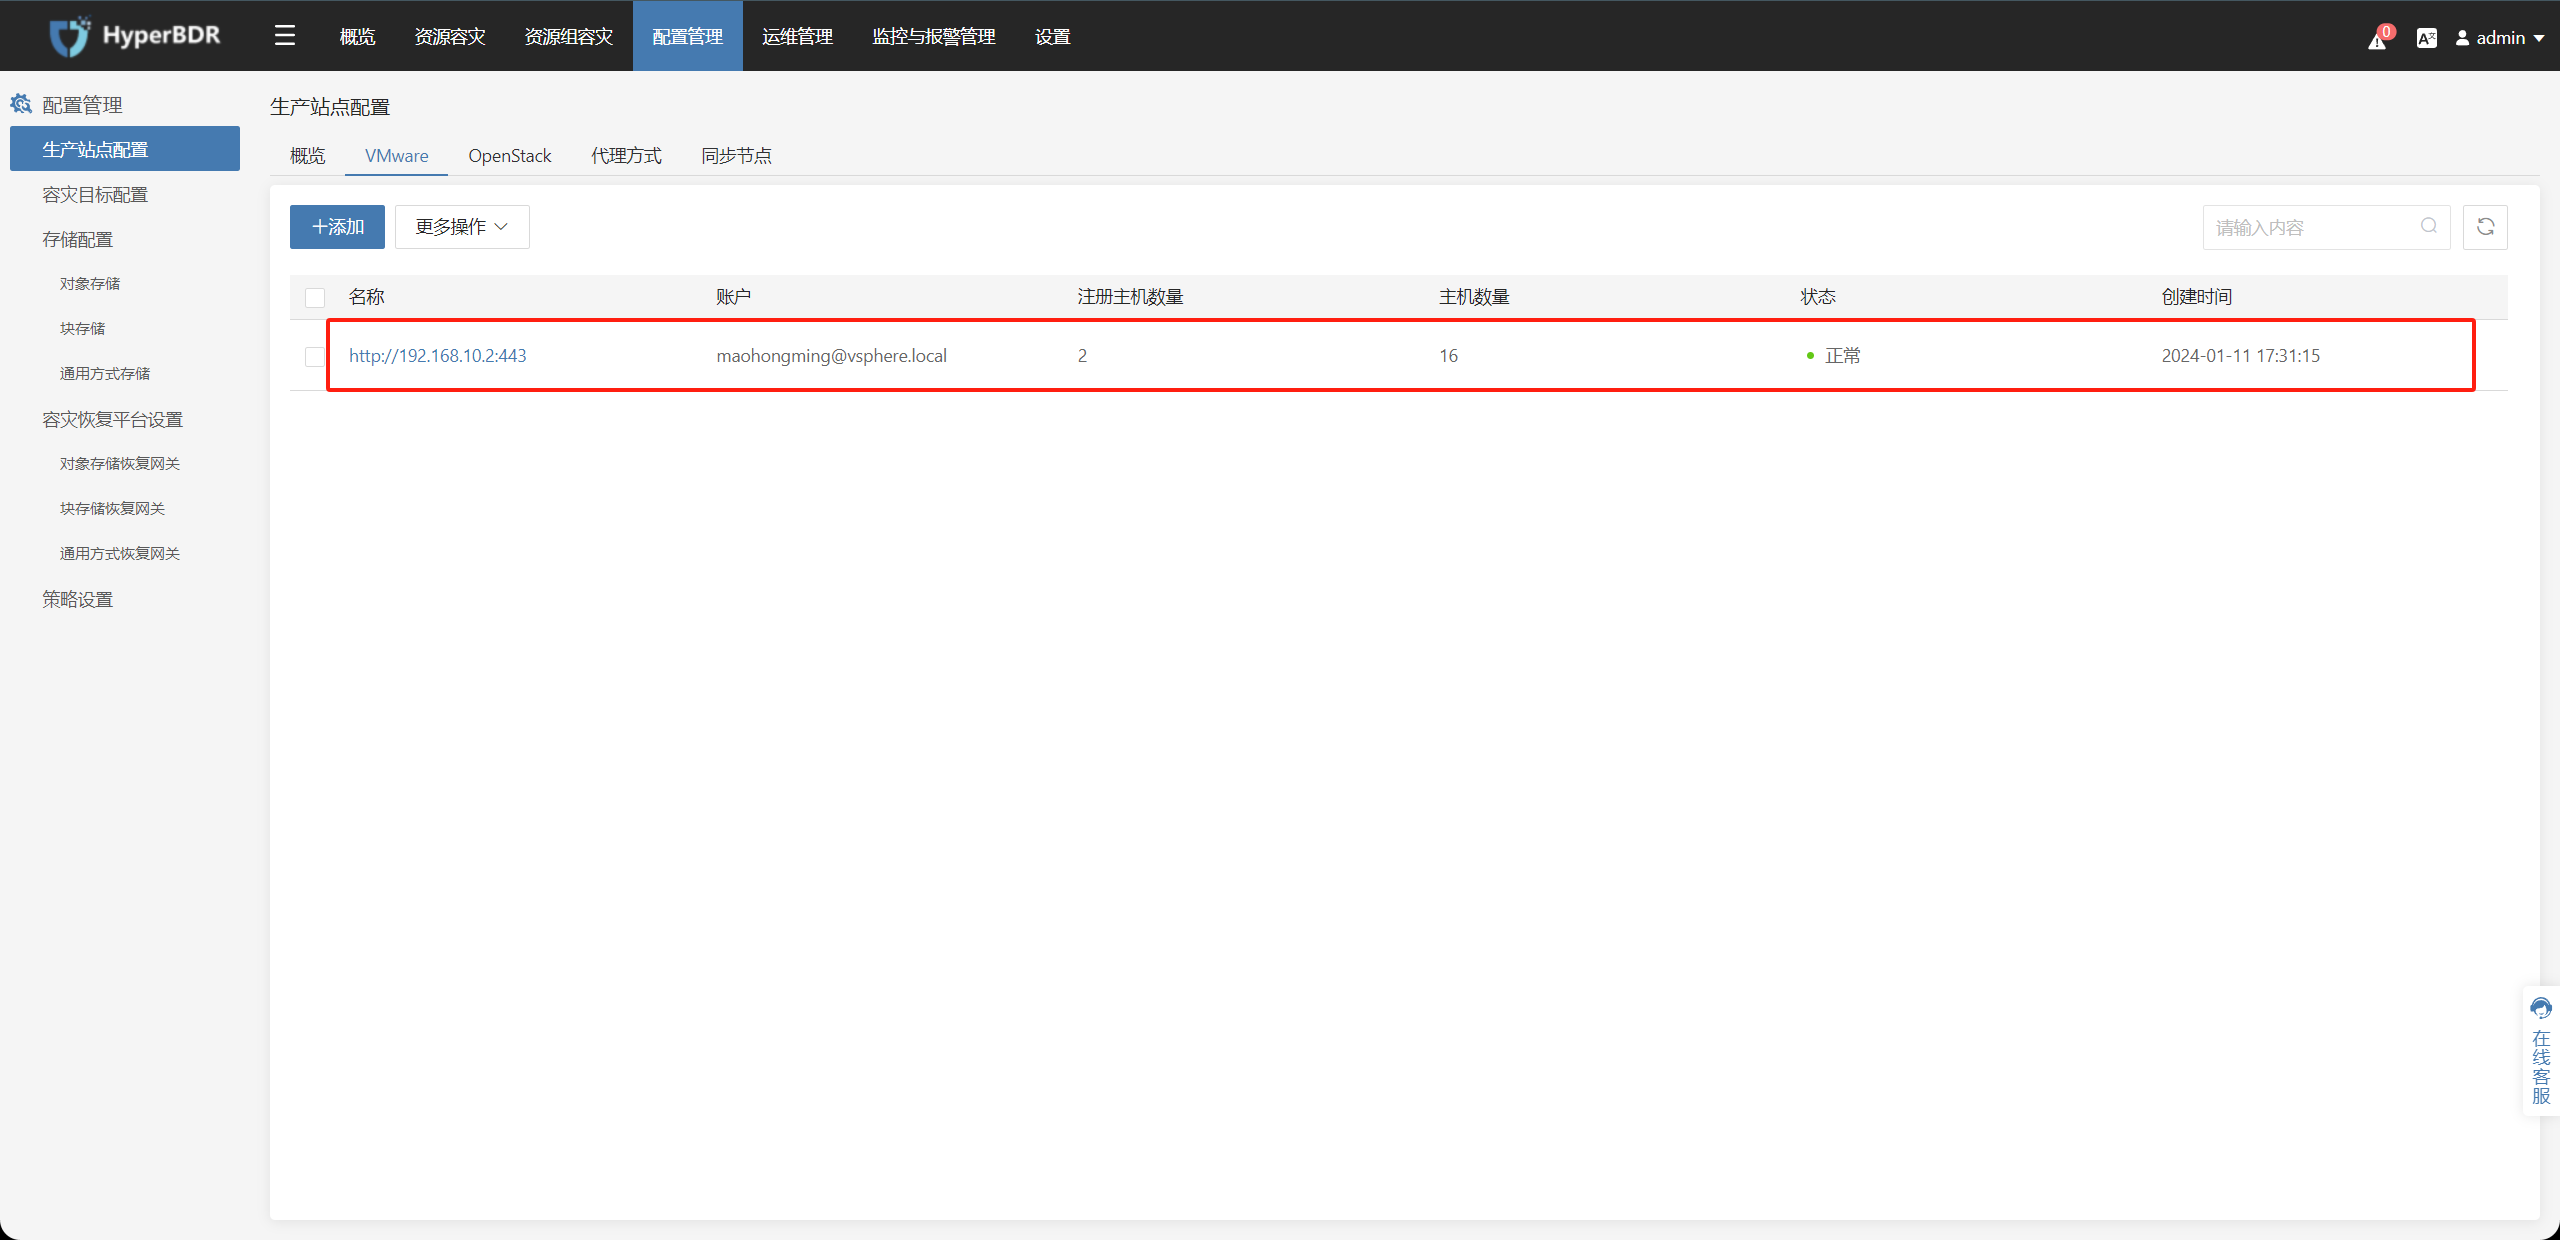 HyperBDR
概览 资源容灾 资源组容灾 配置管理 运维管理 监控与报警管理 设置
0 admin
配置管理
生产站点配置
容灾目标配置
存储配置
对象存储
块存储
通用方式存储
容灾恢复平台设置
对象存储恢复网关
块存储恢复网关
通用方式恢复网关
策略设置
生产站点配置
概览 VMware OpenStack 代理方式 同步节点
+添加 更多操作 请输入内容
名称 账户 注册主机数量 主机数量 状态 创建时间
http://192.168.10.2:443 maohongming@vsphere.local 2 16 正常 2024-01-11 17:31:15
在线客服